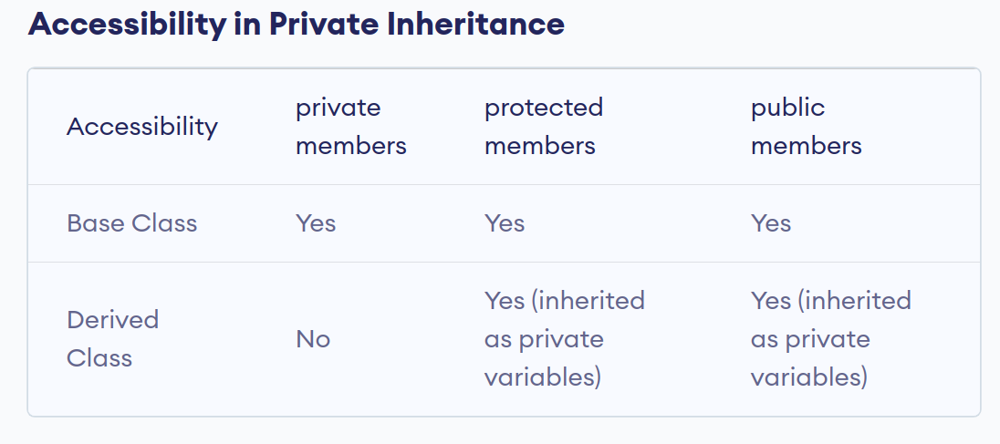 Accessibility in Private Inheritance
Accessibility
private
members
protected
members
public
members
Base Class
Yes
Yes
Yes
Derived
Class
No
Yes (inherited
as private
variables)
Yes (inherited
as private
variables)